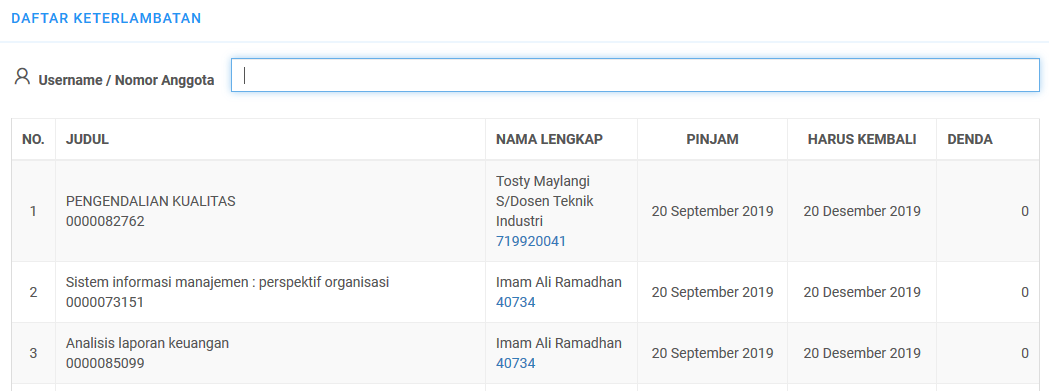 DAFTAR KETERLAMBATAN
Username / Nomor Anggota
NO. JUDUL NAMA LENGKAP PINJAM HARUS KEMBALI DENDA
1 PENGENDALIAN KUALITAS
0000082762
Tosty Maylangi
S/Dosen Teknik
Industri
719920041
20 September 2019 20 Desember 2019 0
2 Sistem informasi manajemen : perspektif organisasi
0000073151
Imam Ali Ramadhan
40734
20 September 2019 20 Desember 2019 0
3 Analisis laporan keuangan
0000085099
Imam Ali Ramadhan
40734
20 September 2019 20 Desember 2019 0